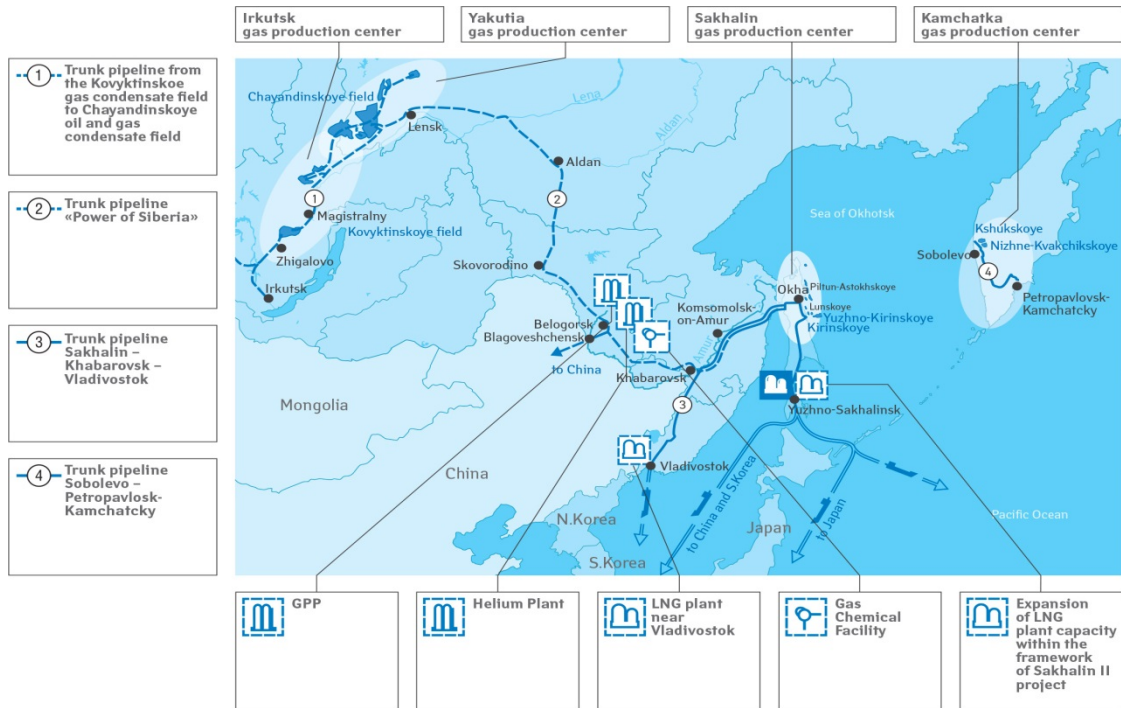 Irkutsk
gas production center
Yakutia
gas production center
Sakhalin
gas production center
Kamchatka
gas production center
1
Trunk pipeline from
the Kovyktinskoe
gas condensate field
to Chayandinskoye
oil and gas
condensate field
2
Trunk pipeline
«Power of Siberia»
3
Trunk pipeline
Sakhalin –
Khabarovsk –
Vladivostok
4
Trunk pipeline
Sobolevo –
Petropavlosk-
Kamchatcky
Chayandinskoye field
Lensk
Lena
Aldan
Aldan
2
1
Magistralny
Kovyktinskoye field
Zhigalovo
Irkutsk
Skovorodino
Sea of Okhotsk
Kshukskoye
Nizhne-Kvakchikskoye
Sobolevo
4
Petropavlovsk-
Kamchatcky
Okha
Piltun-Astokhskoye
Lunskoye
Yuzhno-Kirinskoye
Kirinskoye
Komsomolsk-
on-Amur
Amur
Belogorsk
Blagoveshchensk
to China
Khabarovsk
3
Yuzhno-Sakhalinsk
Mongolia
China
Vladivostok
N.Korea
S.Korea
Japan
to China and S.Korea
to Japan
Pacific Ocean
GPP
Helium Plant
LNG plant
near
Vladivostok
Gas
Chemical
Facility
Expansion
of LNG
plant capacity
within the
framework
of Sakhalin II
project